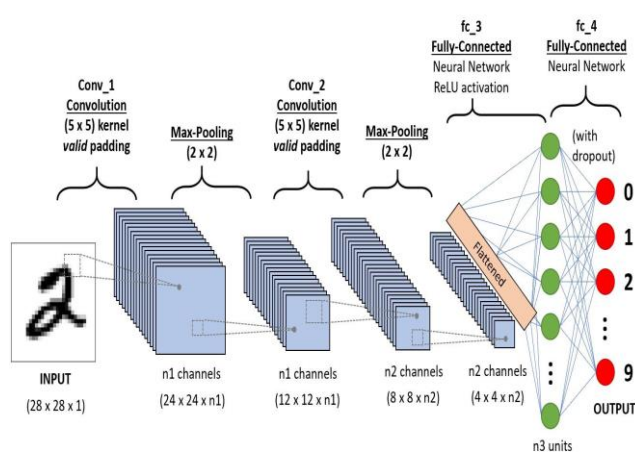 fc_3
Fully-Connected
Neural Network
ReLU activation
fc_4
Fully-Connected
Neural Network
Conv_1
Convolution
(5 x 5) kernel
valid padding
Max-Pooling
(2 x 2)
Conv_2
Convolution
(5 x 5) kernel
valid padding
Max-Pooling
(2 x 2)
(with
dropout)
Flattened
0
1
2
9
2
INPUT
(28 x 28 x 1)
n1 channels
(24 x 24 x n1)
n1 channels
(12 x 12 x n1)
n2 channels
(8 x 8 x n2)
n2 channels
(4 x 4 x n2)
OUTPUT
n3 units